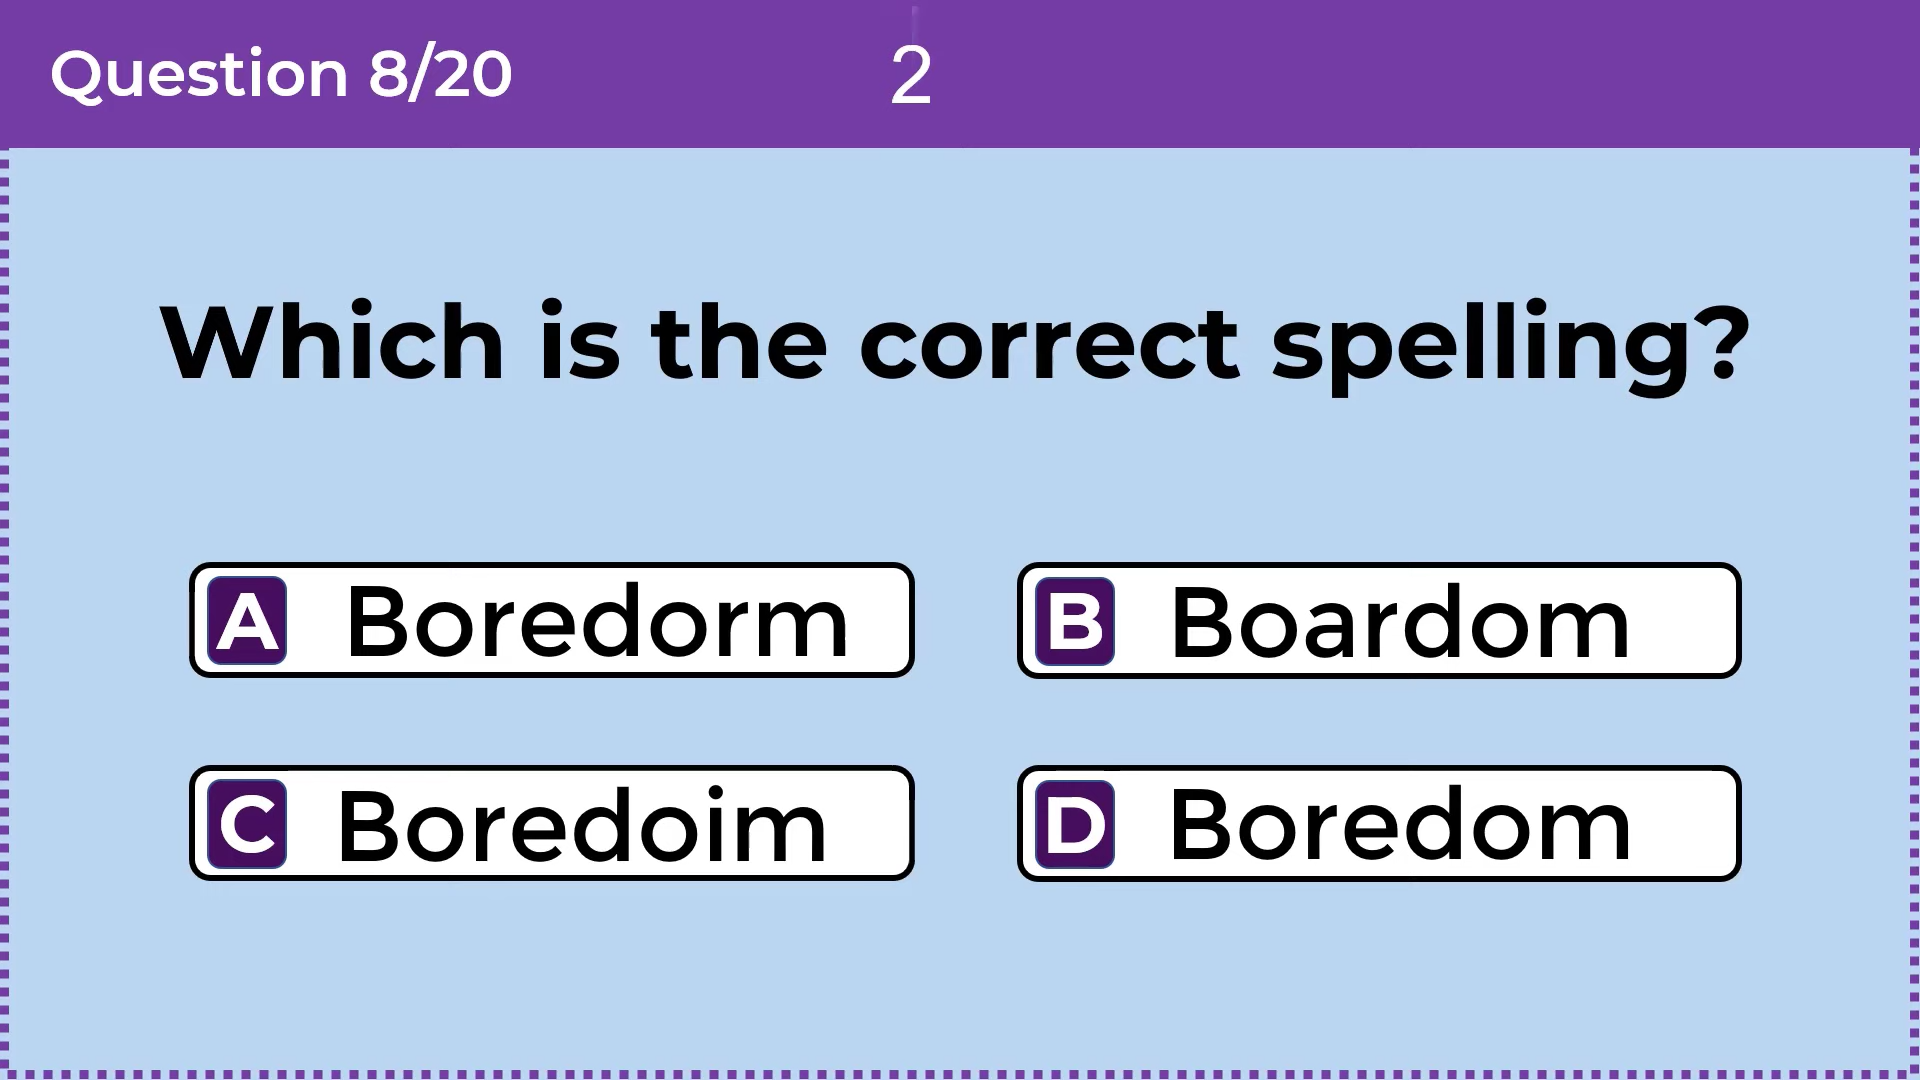 Question 8/20
2
Which is the correct spelling?
A Boredorm
B Boardom
C Boredoim
D Boredom